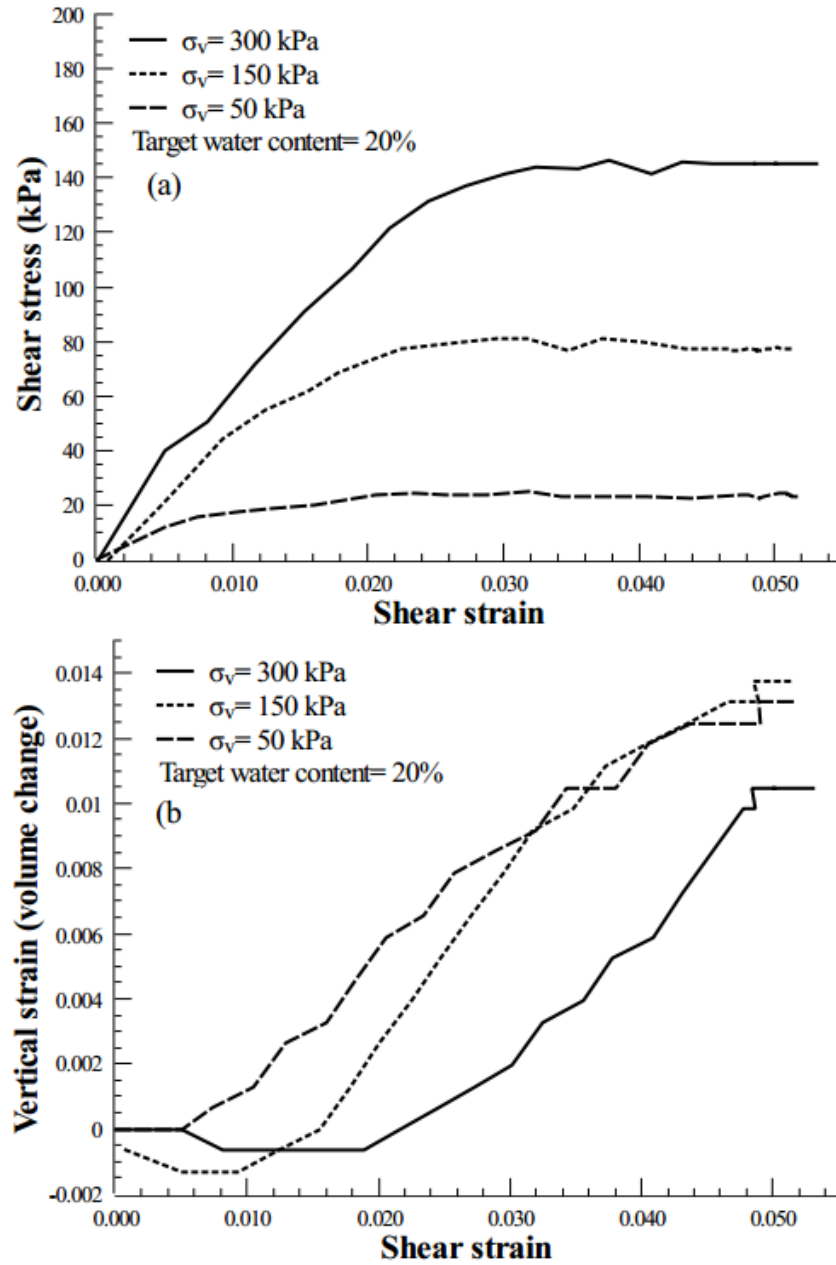 200
180
160
140
120
100
80
60
40
20
0
Shear stress (kPa)
σv= 300 kPa
σv= 150 kPa
σv= 50 kPa
Target water content= 20%
(a)
0.000 0.010 0.020 0.030 0.040 0.050
Shear strain
0.014
0.012
0.01
0.008
0.006
0.004
0.002
0
-0.002
Vertical strain (volume change)
σv= 300 kPa
σv= 150 kPa
σv= 50 kPa
Target water content= 20%
(b
0.000 0.010 0.020 0.030 0.040 0.050
Shear strain